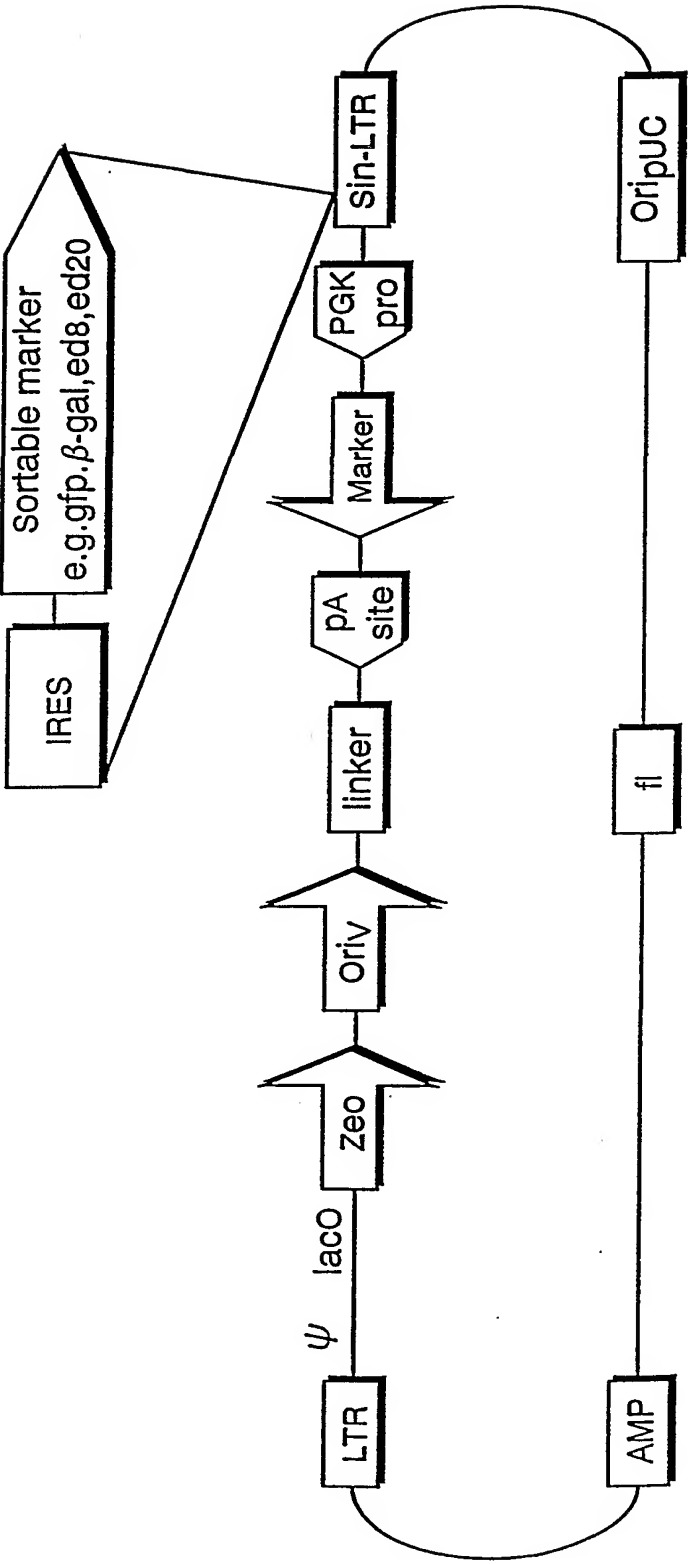 IRES
Sortable marker
e.g.gfp.β-gal,ed8,ed20
LTR
ψ
lacO
zeo
oriv
linker
pA
site
Marker
PGK
pro
sin-LTR
AMP
fl
OripUC